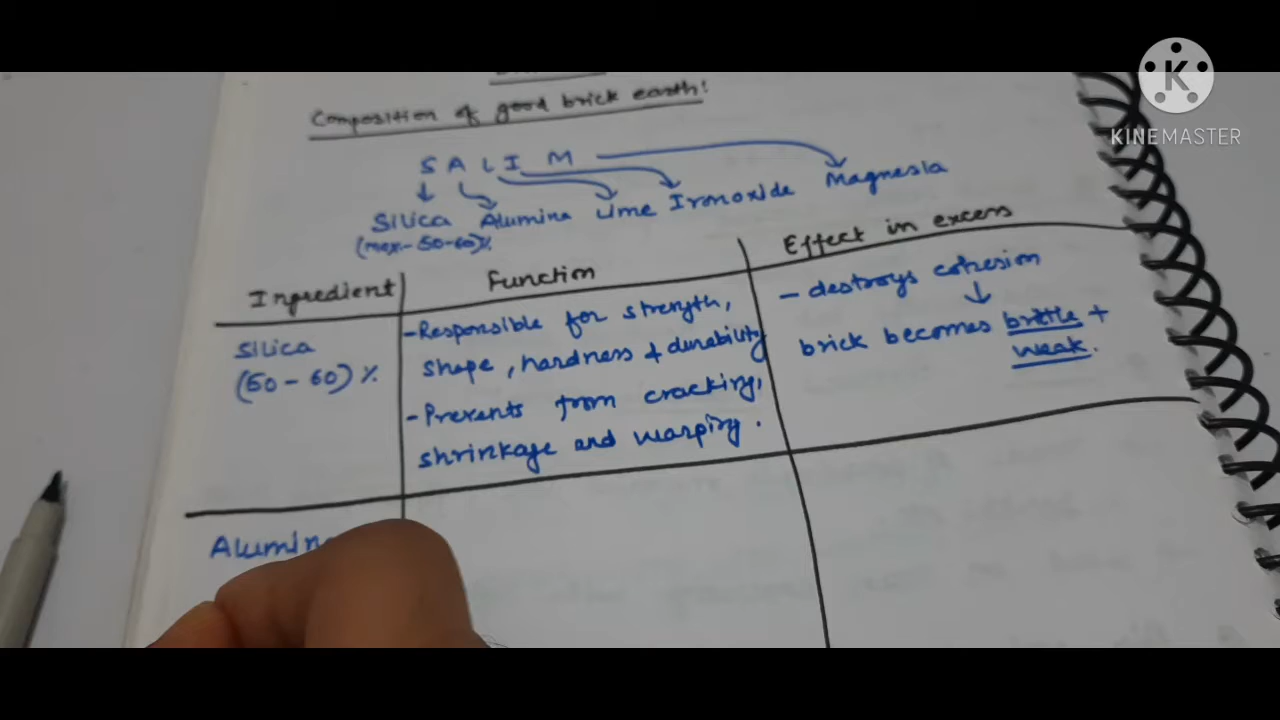 Composition of good brick earth:
S A L I M
Silica Alumina Lime Ironoxide Magnesia
(max-50-60)%
Ingredient Function Effect in excess
Silica
(50-60)%
-Responsible for strength,
shape, hardness & durability
-Prevents from cracking,
shrinkage and warping.
- destroys cohesion
brick becomes brittle +
weak.
Alumina
K
KINEMASTER